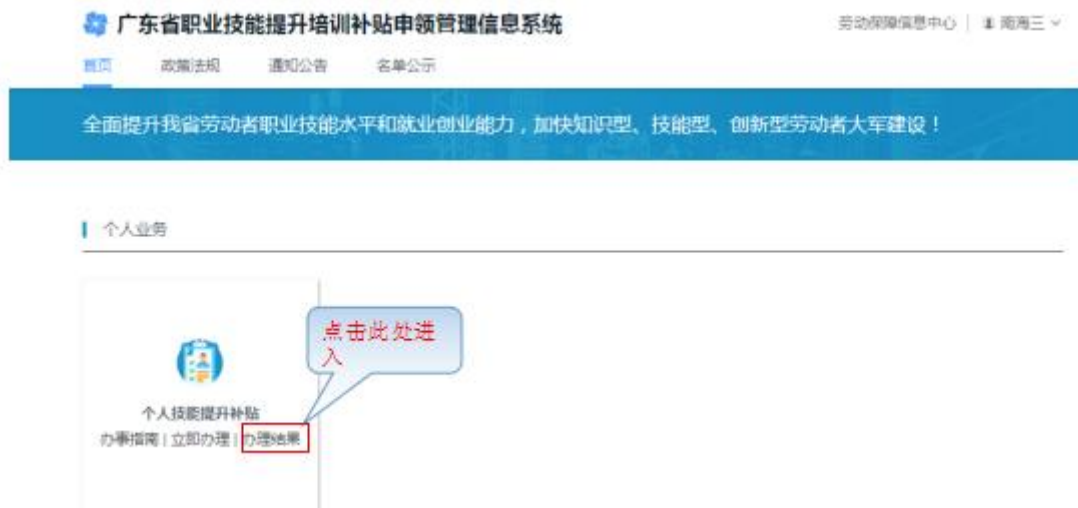 广东省职业技能提升培训补贴申领管理信息系统
劳动保障信息中心 | 南海三
首页 政策法规 通知公告 名单公示
全面提升我省劳动者职业技能水平和就业创业能力，加快知识型、技能型、创新型劳动者大军建设！
个人业务
点击此处进
入
个人技能提升补贴
办事指南 | 立即办理 | 办理结果